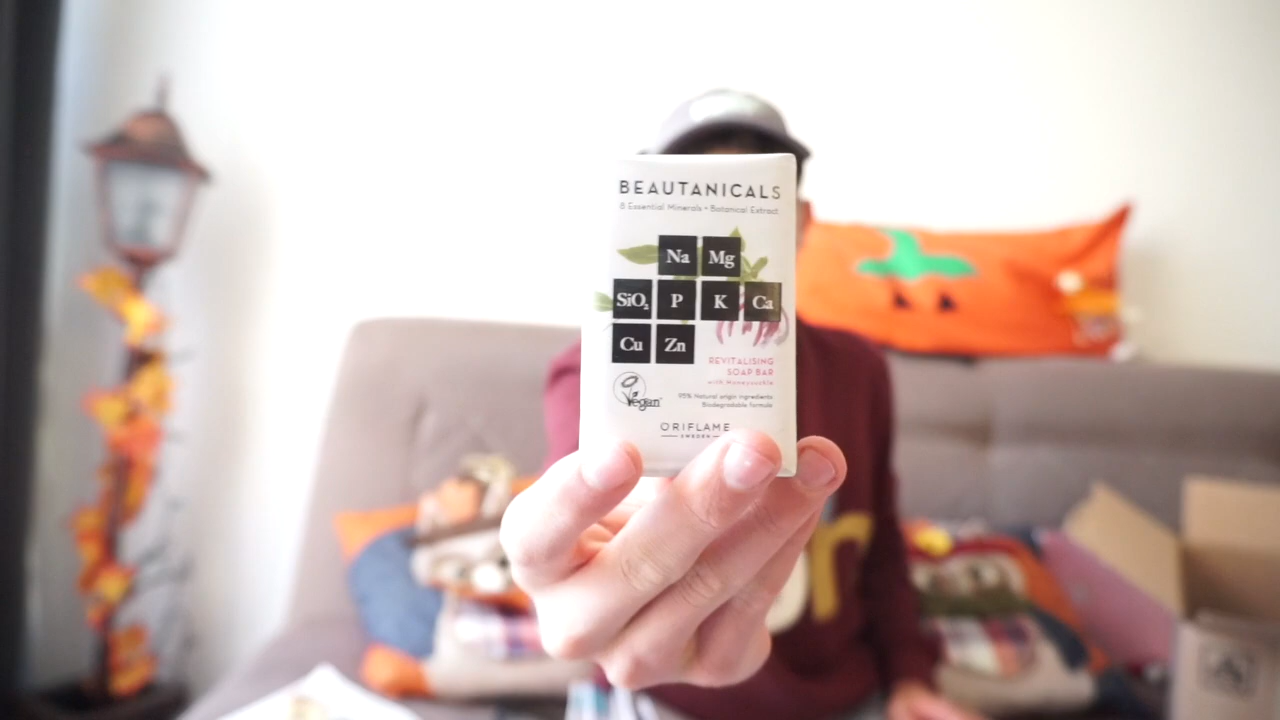 BEAUTANICALS
8 Essential Minerals + Botanical Extract
Na Mg
SiO₂ P K Ca
Cu Zn
REVITALISING
SOAP BAR
with Honeysuckle
Vegan
95% Natural origin ingredients
Biodegradable formula
ORIFLAME
SWEDEN